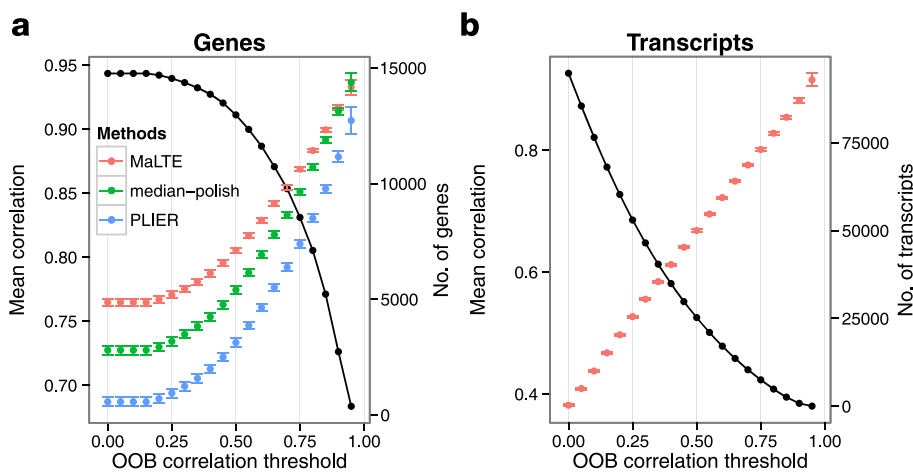 a
Genes
Mean correlation
0.95
0.90
0.85
0.80
0.75
0.70
Methods
MaLTE
median-polish
PLIER
15000
10000
5000
0
No. of genes
0.00 0.25 0.50 0.75 1.00
OOB correlation threshold
b
Transcripts
Mean correlation
0.8
0.6
0.4
75000
50000
25000
0
No. of transcripts
0.00 0.25 0.50 0.75 1.00
OOB correlation threshold